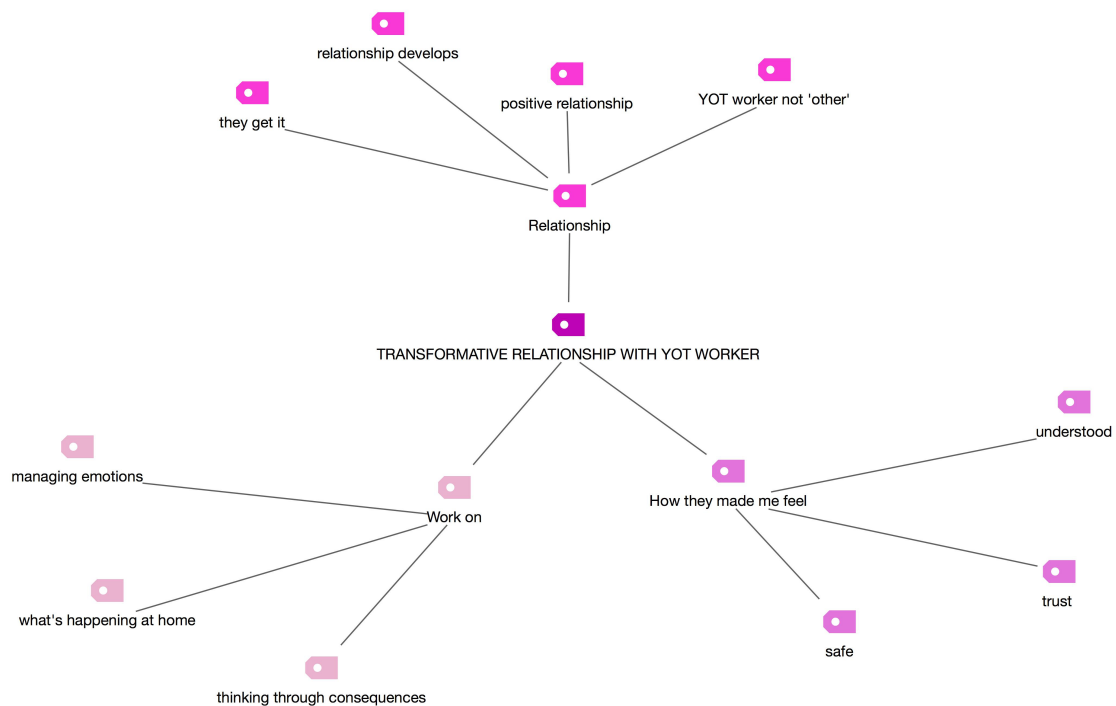 relationship develops
positive relationship
YOT worker not 'other'
they get it
Relationship
TRANSFORMATIVE RELATIONSHIP WITH YOT WORKER
understood
managing emotions
How they made me feel
Work on
trust
what's happening at home
safe
thinking through consequences